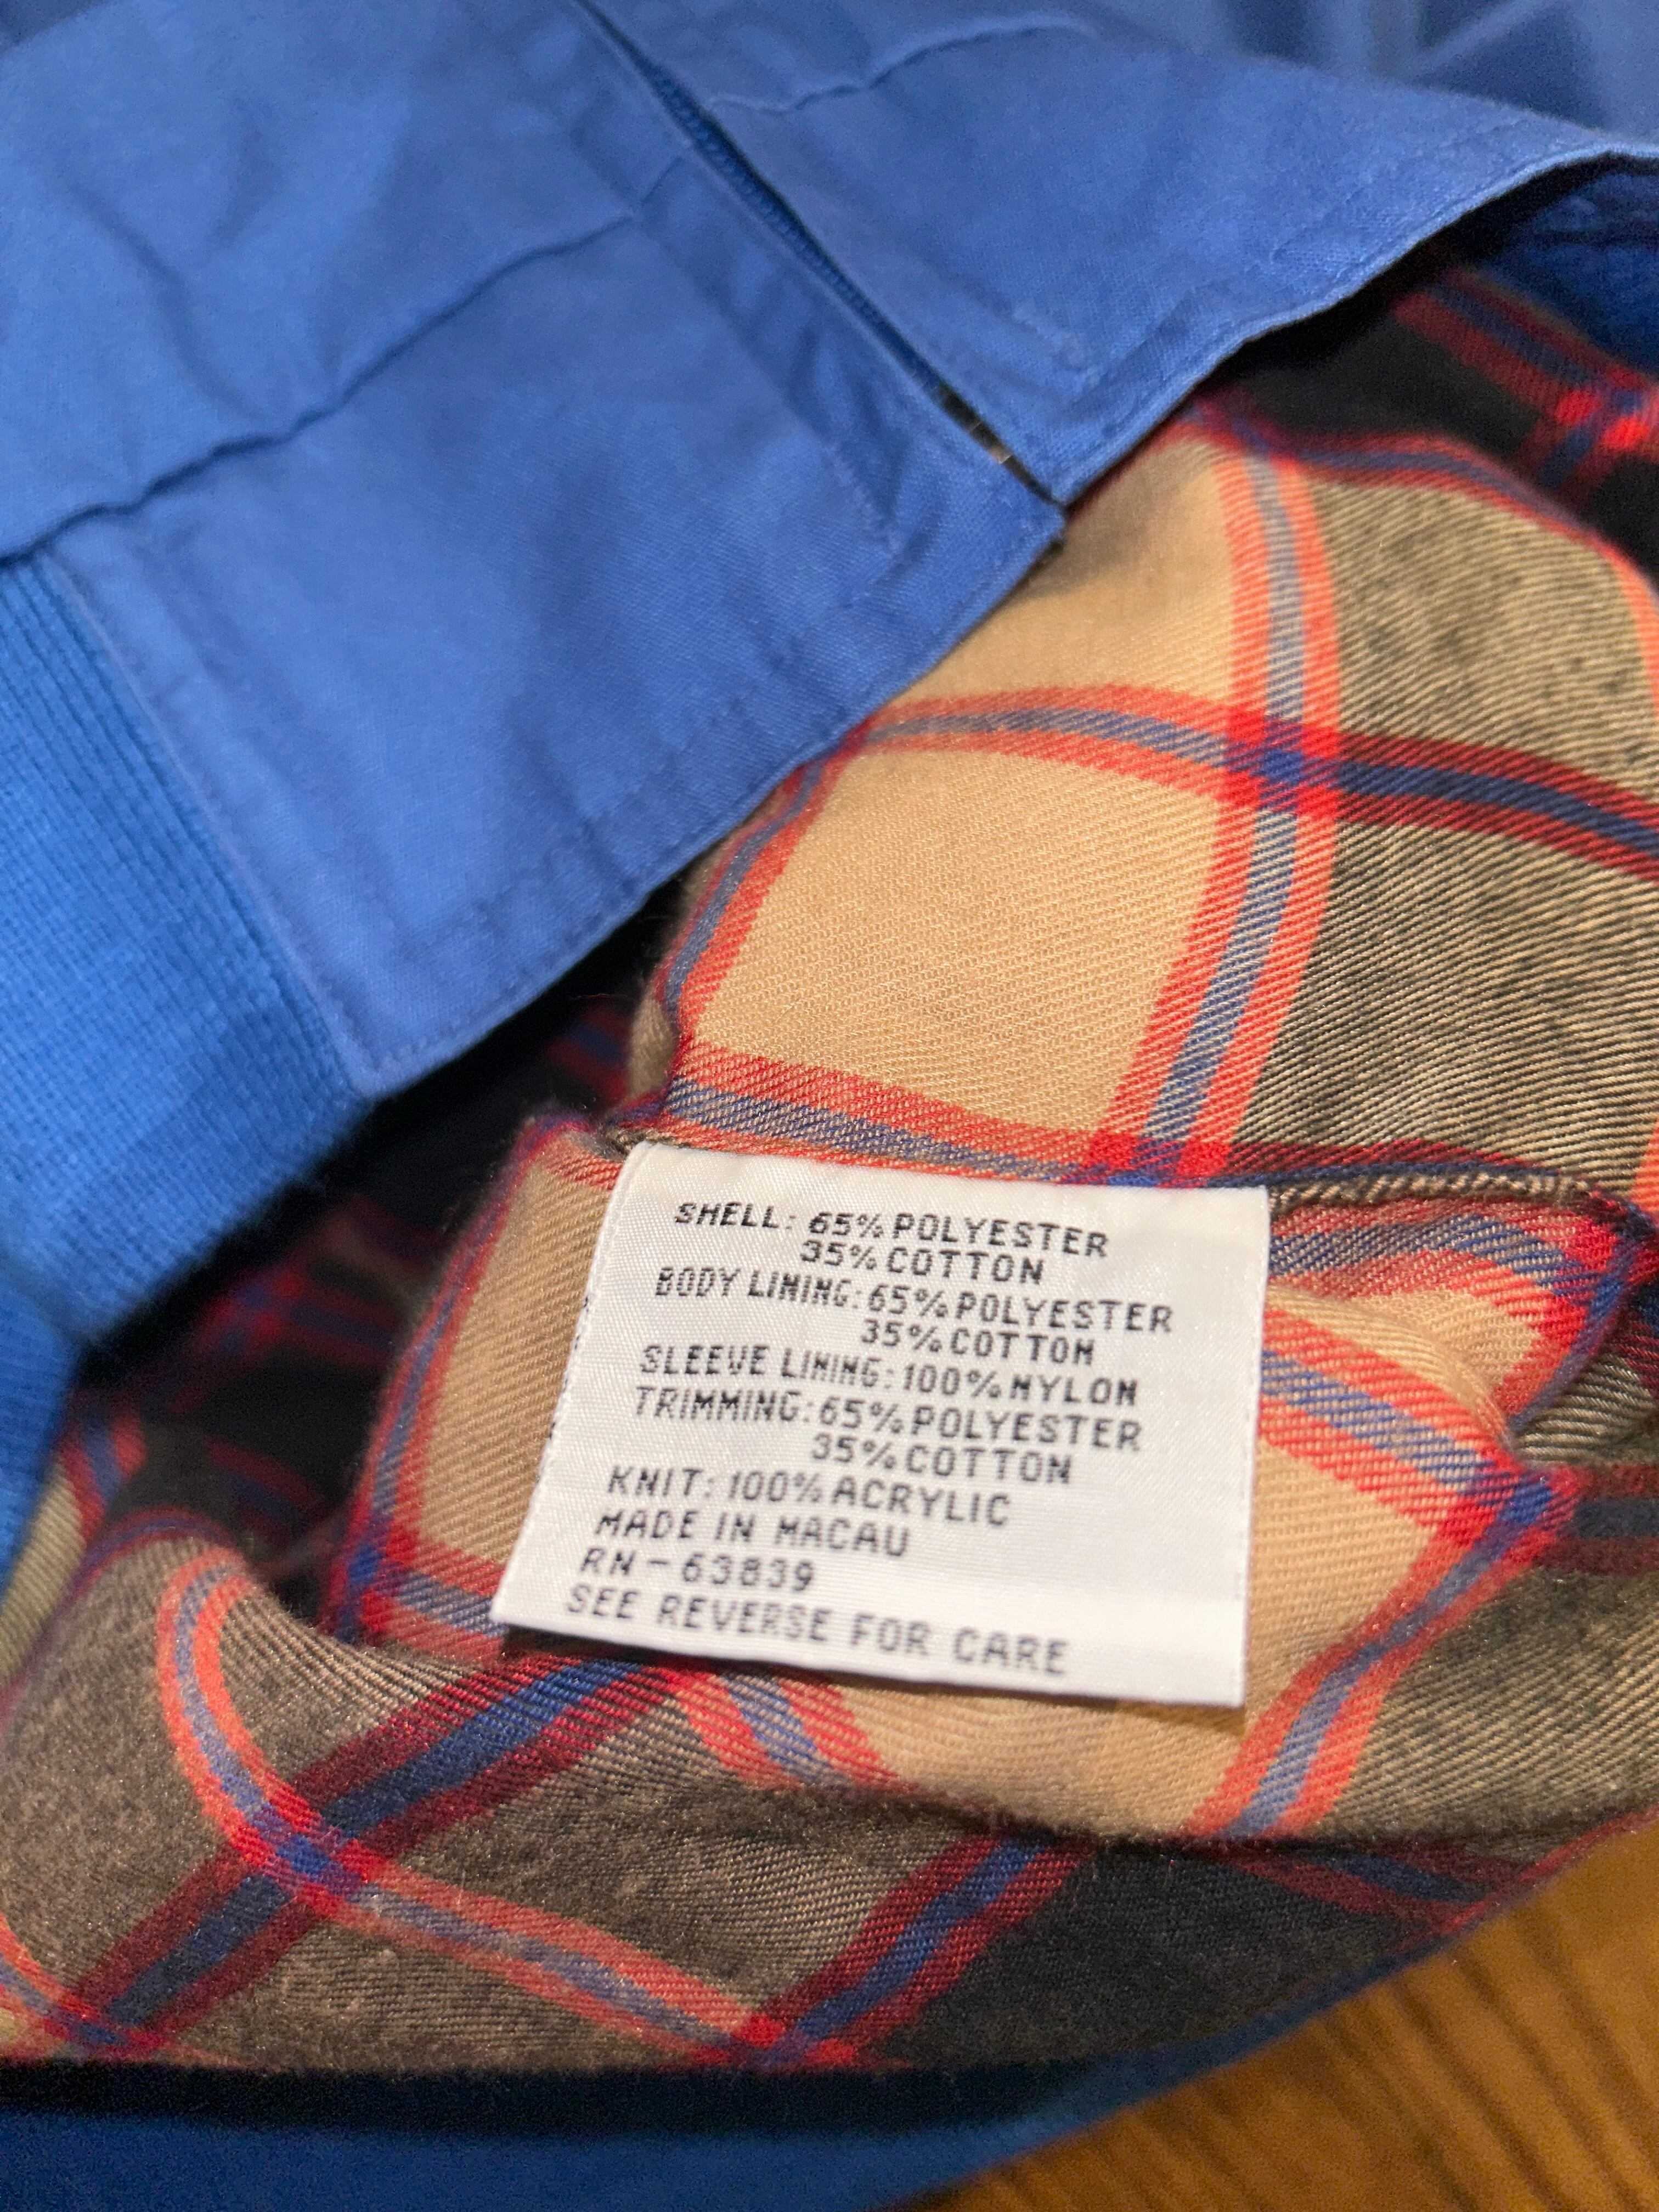 SHELL: 65% POLYESTER
35% COTTON
BODY LINING: 65% POLYESTER
35% COTTON
SLEEVE LINING: 100% NYLON
TRIMMING: 65% POLYESTER
35% COTTON
KNIT: 100% ACRYLIC
MADE IN MACAU
RN-63839
SEE REVERSE FOR CARE